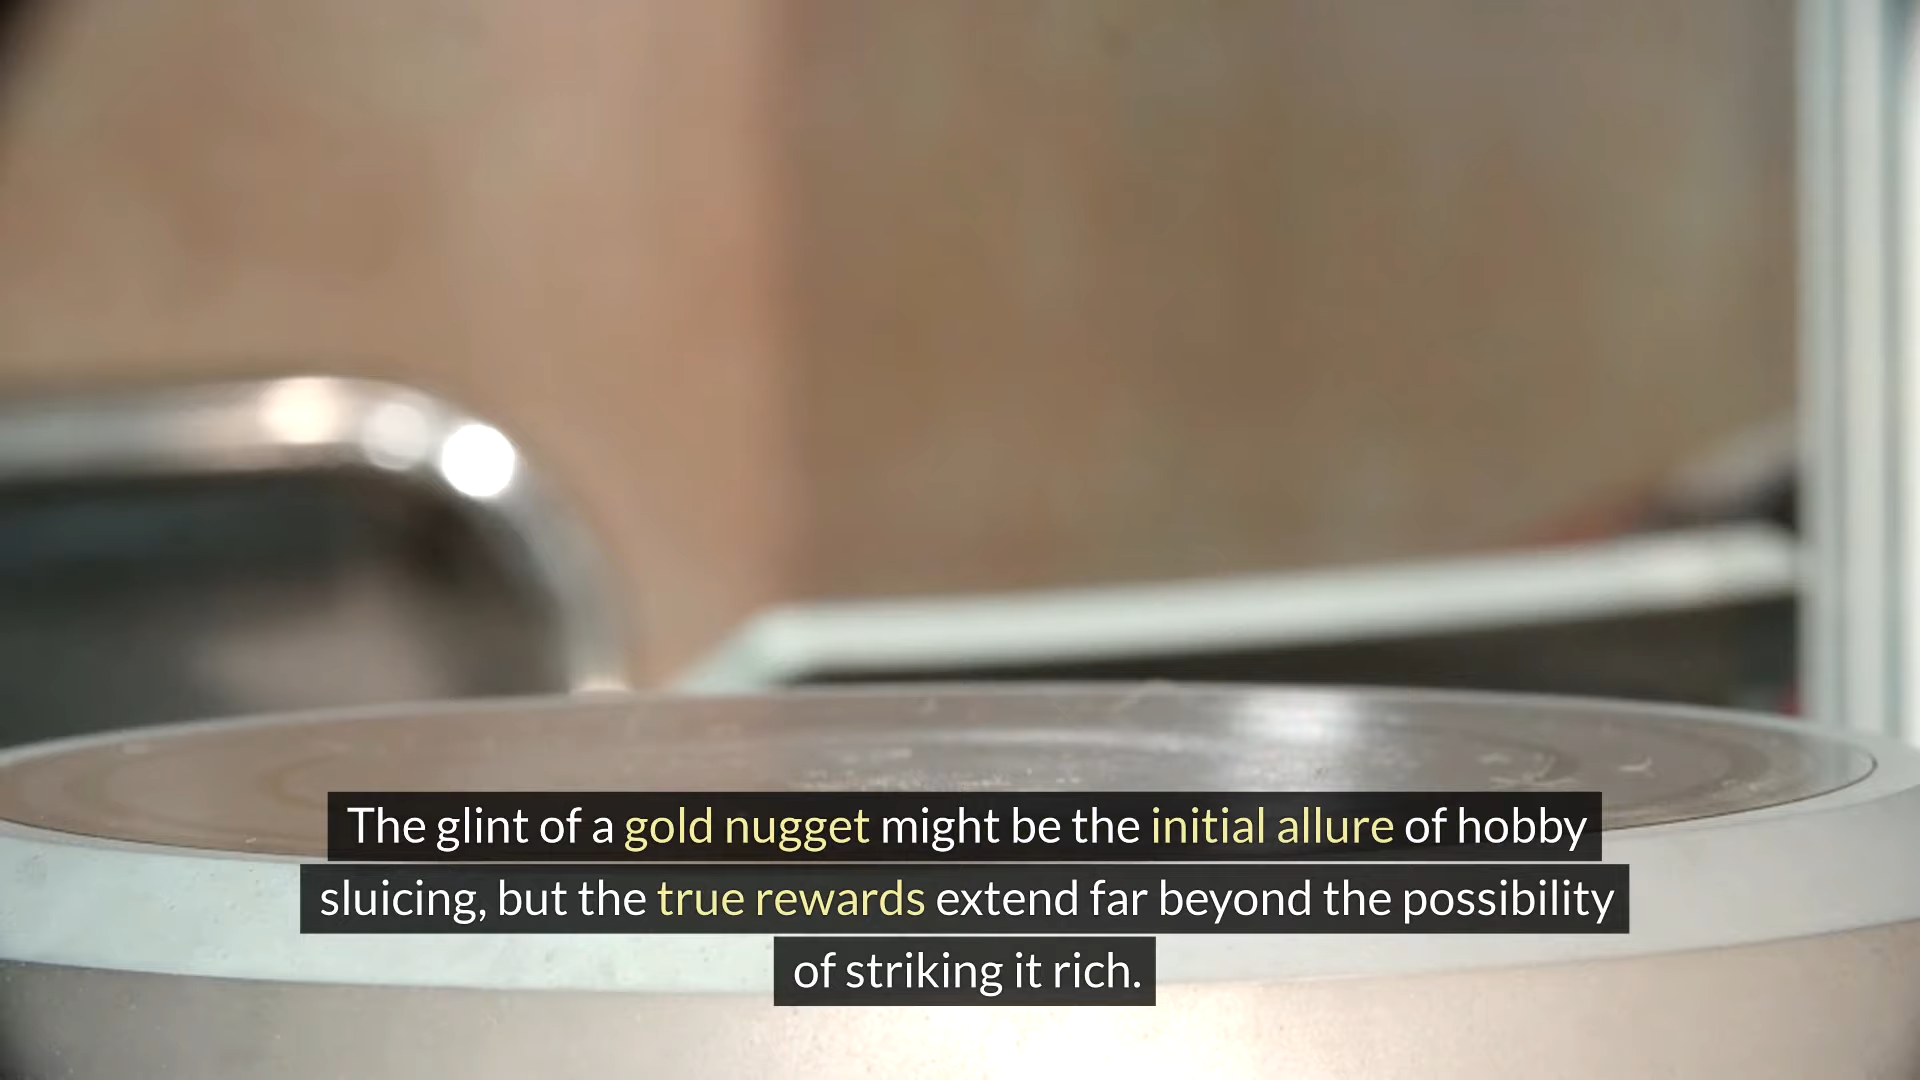 The glint of a gold nugget might be the initial allure of hobby
sluicing, but the true rewards extend far beyond the possibility
of striking it rich.